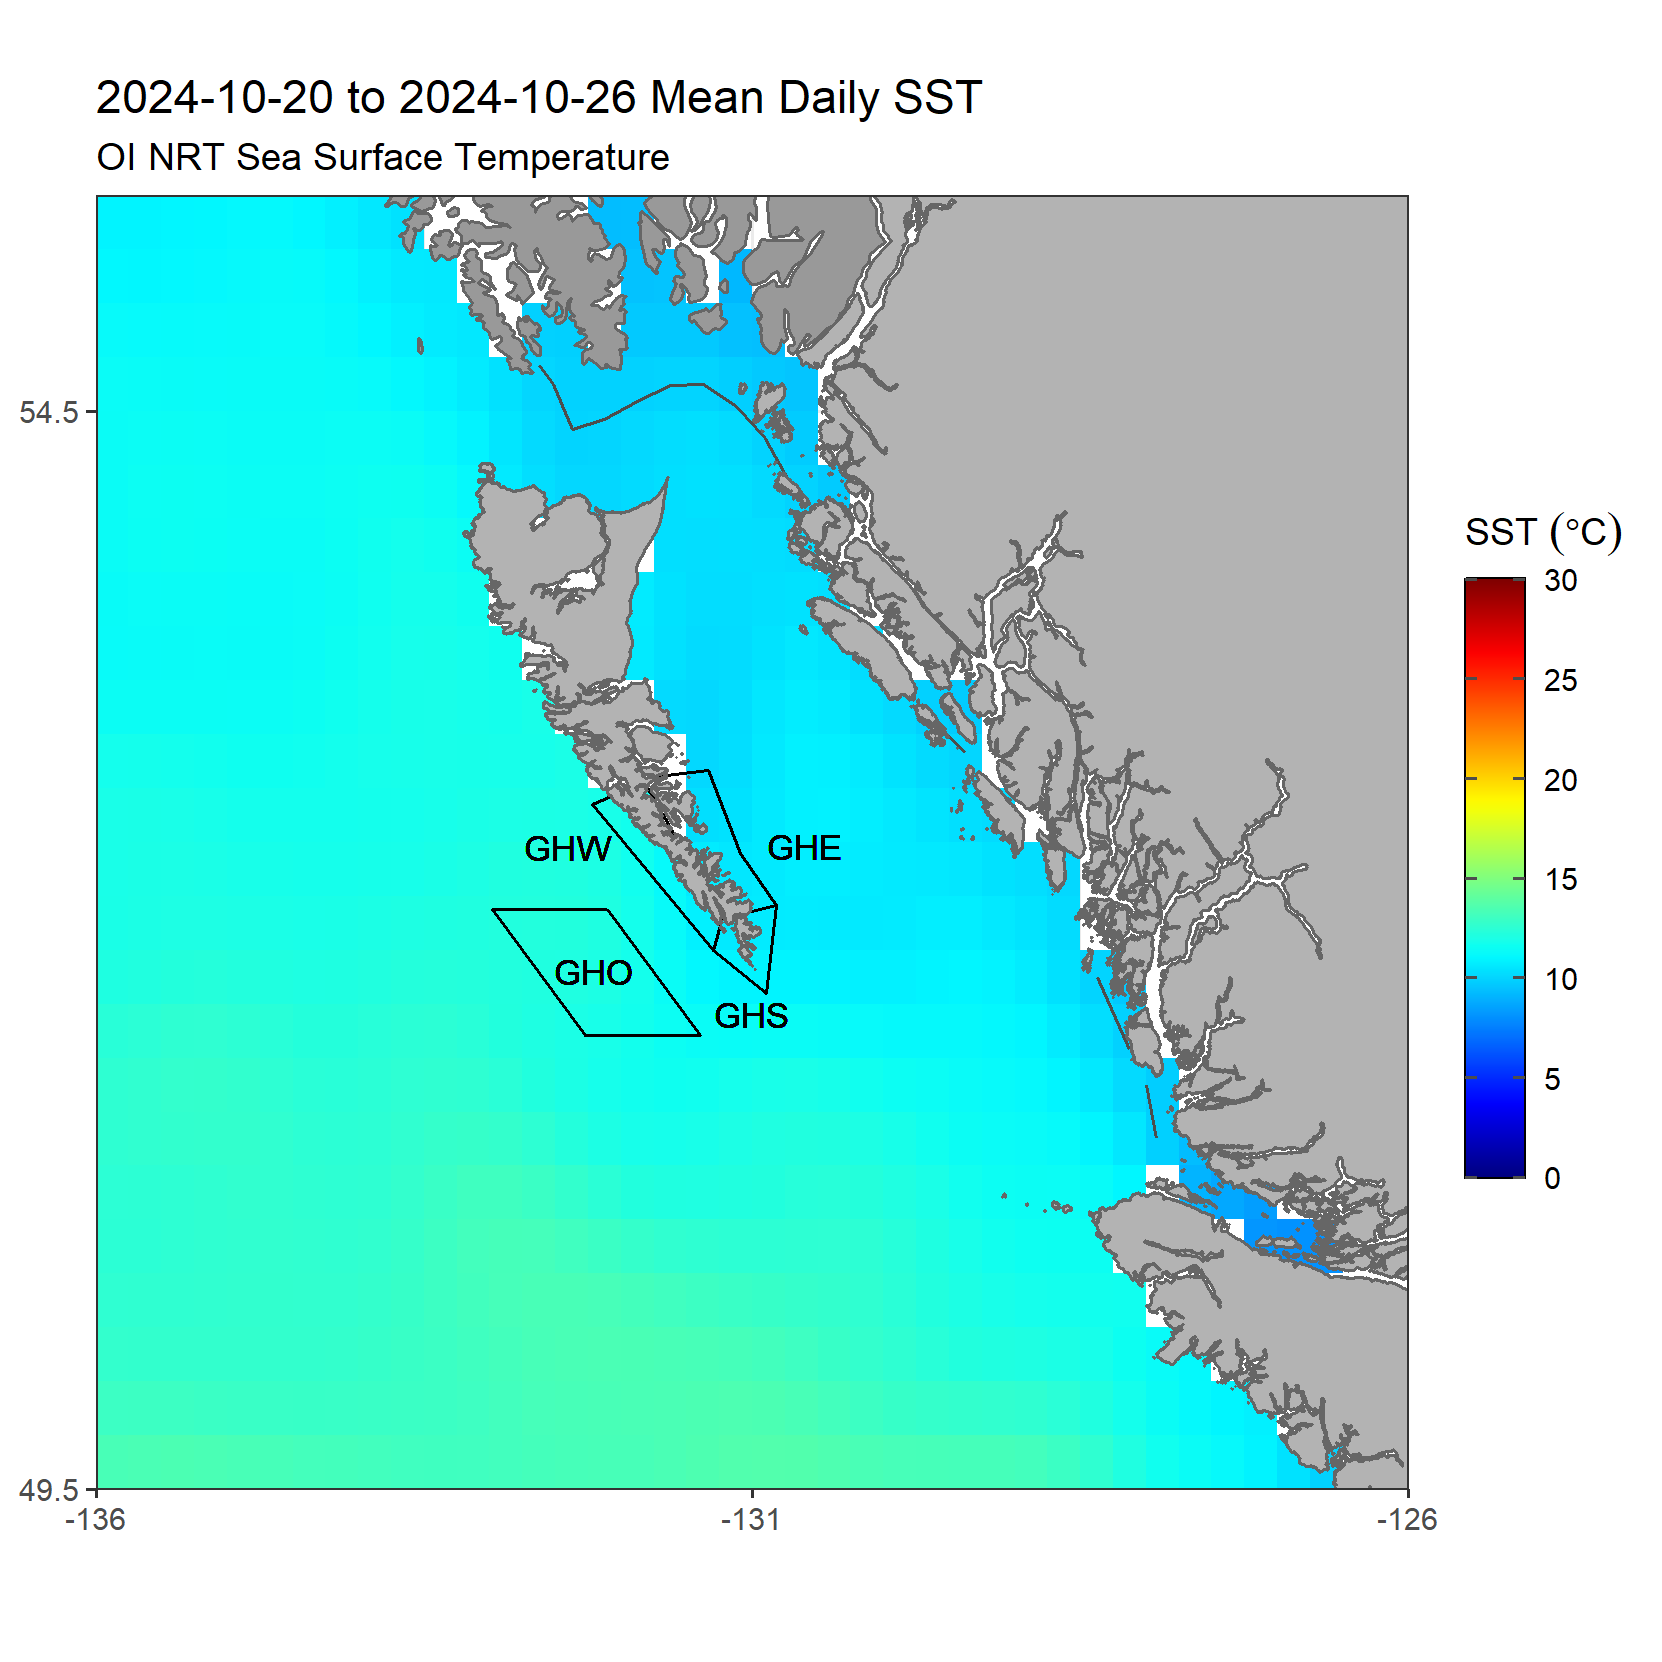 2024-10-20 to 2024-10-26 Mean Daily SST
OI NRT Sea Surface Temperature
54.5
49.5
-136
-131
-126
GHW
GHE
GHO
GHS
SST (°C)
30
25
20
15
10
5
0